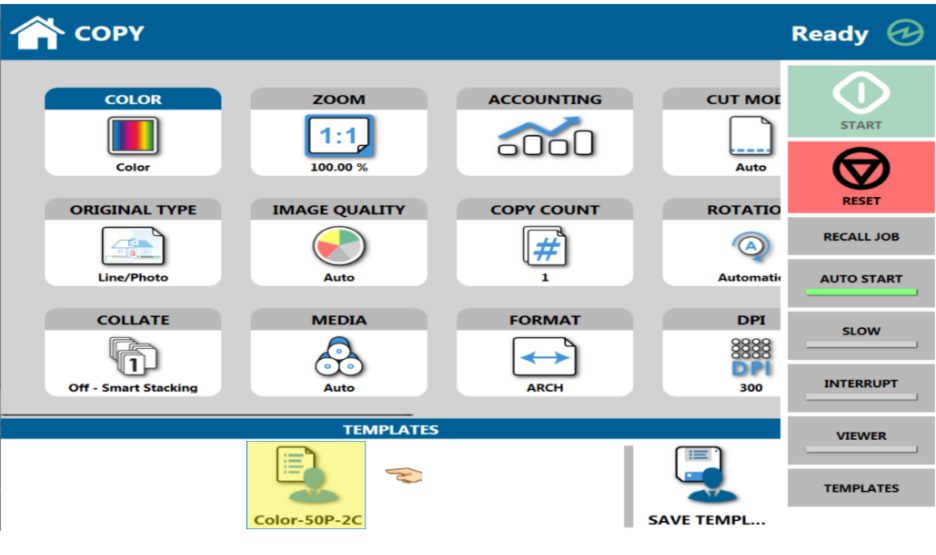 COPY
Ready
COLOR
Color
ZOOM
1:1
100.00 %
ACCOUNTING
CUT MOD
Auto
ORIGINAL TYPE
Line/Photo
IMAGE QUALITY
Auto
COPY COUNT
#
1
ROTATIO
A
Automatic
COLLATE
1
Off - Smart Stacking
MEDIA
Auto
FORMAT
ARCH
DPI
DPI
300
TEMPLATES
Color-50P-2C
SAVE TEMPL...
START
RESET
RECALL JOB
AUTO START
SLOW
INTERRUPT
VIEWER
TEMPLATES